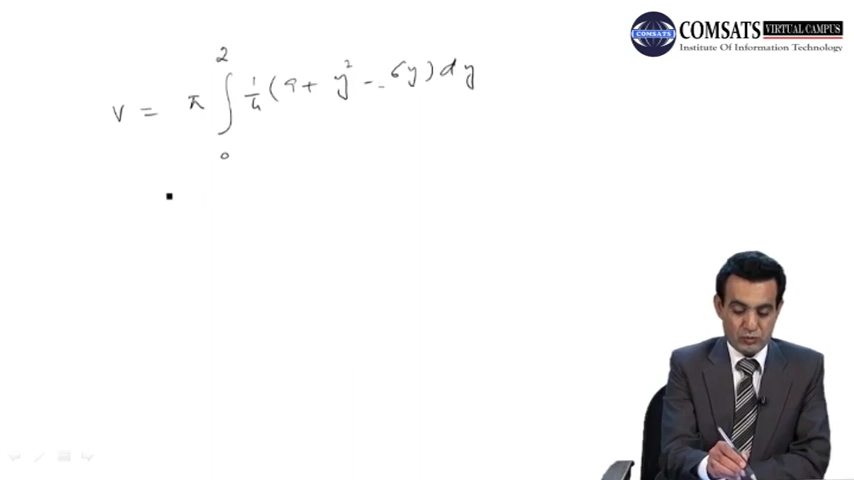 COMSATS VIRTUAL CAMPUS
COMSATS
Institute Of Information Technology
2
V = π ∫ 1/4 (9 + y² - 6y) dy
0